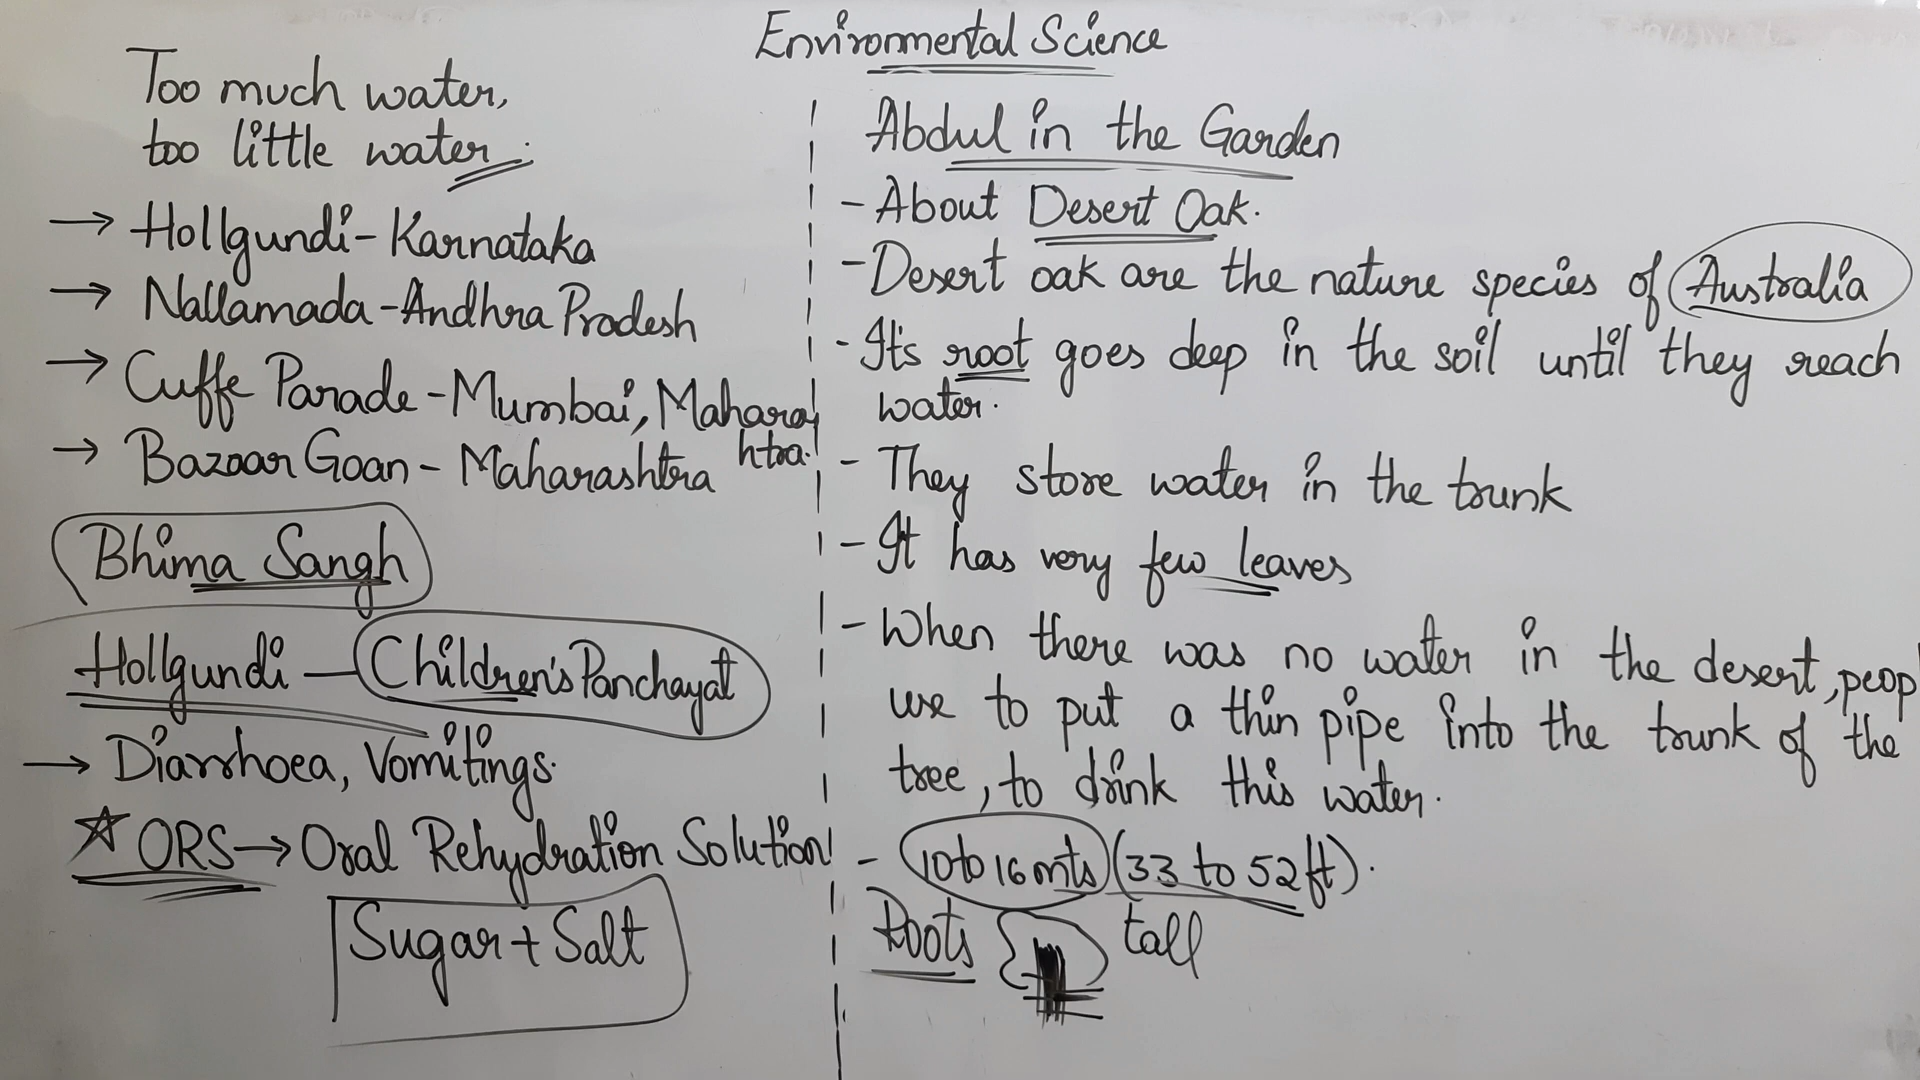 Environmental Science
Too much water,
too little water.
→ Hollgundi - Karnataka
→ Nallamada - Andhra Pradesh
→ Cuffe Parade - Mumbai, Maharas
htra.
→ Bazaar Goan - Maharashtra
Bhima Sangh
Hollgundi — Children's Panchayat
→ Diarrhoea, Vomitings.
☆ ORS → Oral Rehydration Solution
Sugar + Salt
Abdul in the Garden
- About Desert Oak.
- Desert oak are the nature species of Australia
- It's root goes deep in the soil until they reach
water.
- They store water in the trunk
- It has very few leaves
- When there was no water in the desert, peop
use to put a thin pipe into the trunk of the
tree, to drink this water.
- 10 to 16 mts (33 to 52 ft).
Roots tall